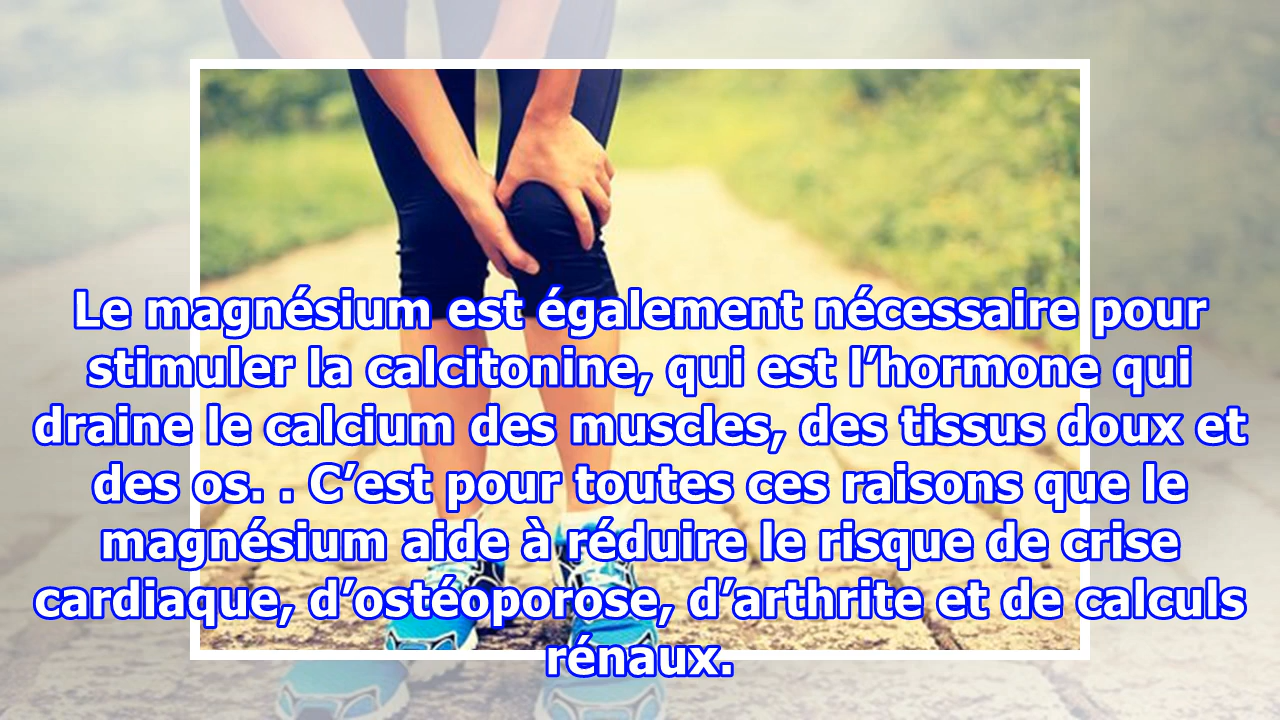 Le magnésium est également nécessaire pour
stimuler la calcitonine, qui est l’hormone qui
draine le calcium des muscles, des tissus doux et
des os. . C’est pour toutes ces raisons que le
magnésium aide à réduire le risque de crise
cardiaque, d’ostéoporose, d’arthrite et de calculs
rénaux.